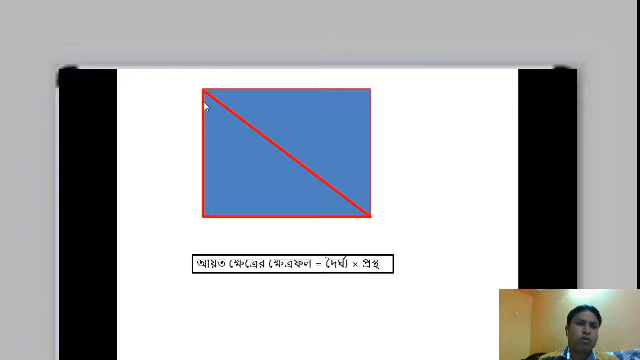 আয়ত ক্ষেত্রের ক্ষেত্রফল = দৈর্ঘ্য × প্রস্থ